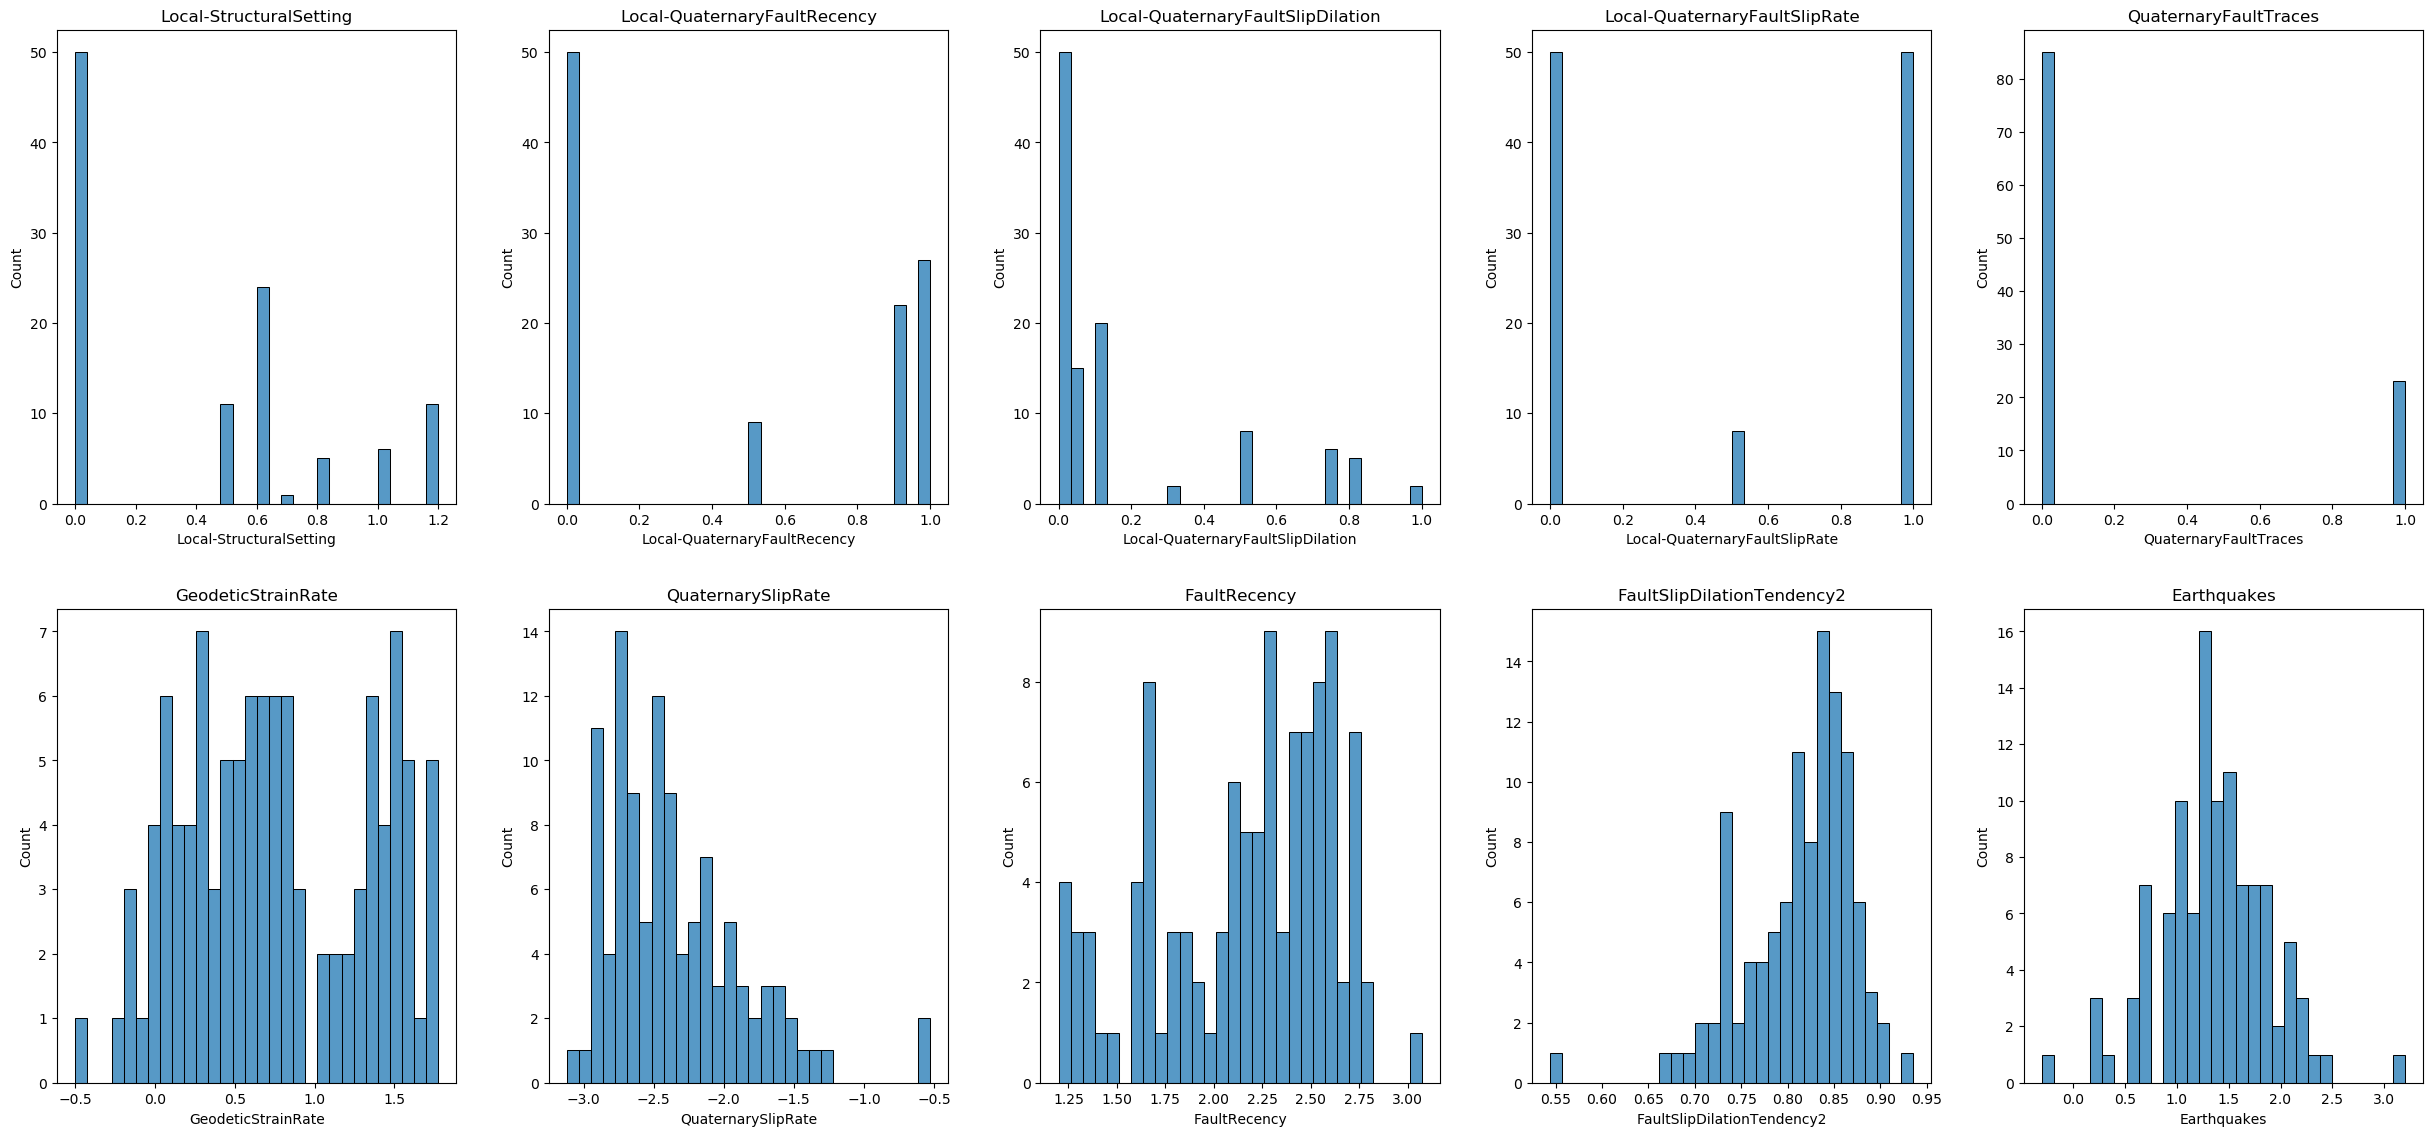 Local-StructuralSetting
50
40
30
20
10
0
Count
0.0 0.2 0.4 0.6 0.8 1.0 1.2
Local-StructuralSetting
Local-QuaternaryFaultRecency
50
40
30
20
10
0
Count
0.0 0.2 0.4 0.6 0.8 1.0
Local-QuaternaryFaultRecency
Local-QuaternaryFaultSlipDilation
50
40
30
20
10
0
Count
0.0 0.2 0.4 0.6 0.8 1.0
Local-QuaternaryFaultSlipDilation
Local-QuaternaryFaultSlipRate
50
40
30
20
10
0
Count
0.0 0.2 0.4 0.6 0.8 1.0
Local-QuaternaryFaultSlipRate
QuaternaryFaultTraces
80
70
60
50
40
30
20
10
0
Count
0.0 0.2 0.4 0.6 0.8 1.0
QuaternaryFaultTraces
GeodeticStrainRate
7
6
5
4
3
2
1
0
Count
−0.5 0.0 0.5 1.0 1.5
GeodeticStrainRate
QuaternarySlipRate
14
12
10
8
6
4
2
0
Count
−3.0 −2.5 −2.0 −1.5 −1.0 −0.5
QuaternarySlipRate
FaultRecency
8
6
4
2
0
Count
1.25 1.50 1.75 2.00 2.25 2.50 2.75 3.00
FaultRecency
FaultSlipDilationTendency2
14
12
10
8
6
4
2
0
Count
0.55 0.60 0.65 0.70 0.75 0.80 0.85 0.90 0.95
FaultSlipDilationTendency2
Earthquakes
16
14
12
10
8
6
4
2
0
Count
0.0 0.5 1.0 1.5 2.0 2.5 3.0
Earthquakes